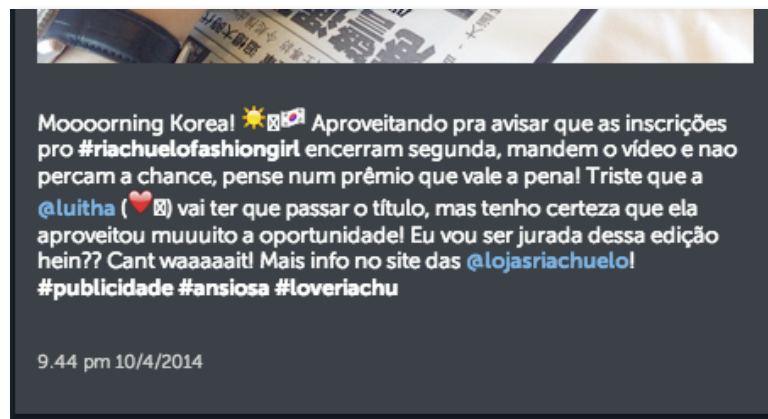 Moooorning Korea! ☀️🇰🇷 Aproveitando pra avisar que as inscrições
pro #riachuelofashiongirl encerram segunda, mandem o vídeo e nao
percam a chance, pense num prêmio que vale a pena! Triste que a
@luitha (❤️) vai ter que passar o título, mas tenho certeza que ela
aproveitou muuuito a oportunidade! Eu vou ser jurada dessa edição
hein?? Cant waaaaait! Mais info no site das @lojasriachuelo!
#publicidade #ansiosa #loveriachu
9.44 pm 10/4/2014